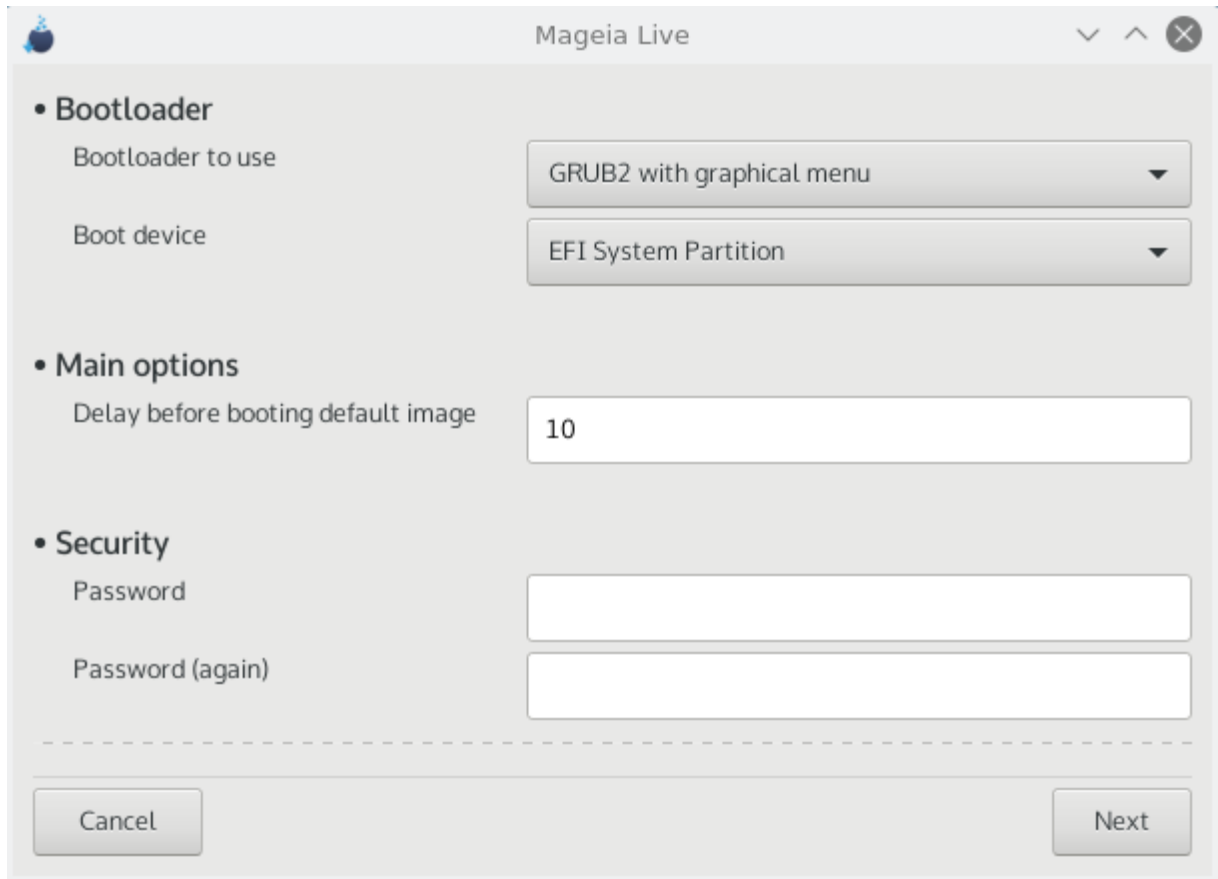 Mageia Live
• Bootloader
Bootloader to use
GRUB2 with graphical menu
Boot device
EFI System Partition
• Main options
Delay before booting default image
10
• Security
Password
Password (again)
Cancel
Next